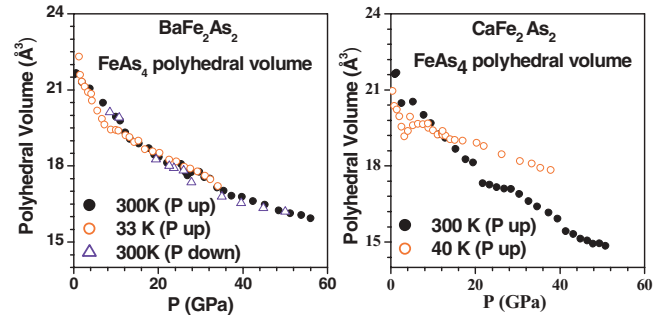 BaFe2As2
FeAs4 polyhedral volume
Polyhedral Volume (Å3)
24
21
18
15
300K (P up)
33 K (P up)
300K (P down)
0
20
40
60
P (GPa)
CaFe2As2
FeAs4 polyhedral volume
Polyhedral Volume (Å3)
24
21
18
15
300 K (P up)
40 K (P up)
0
20
40
60
P (GPa)